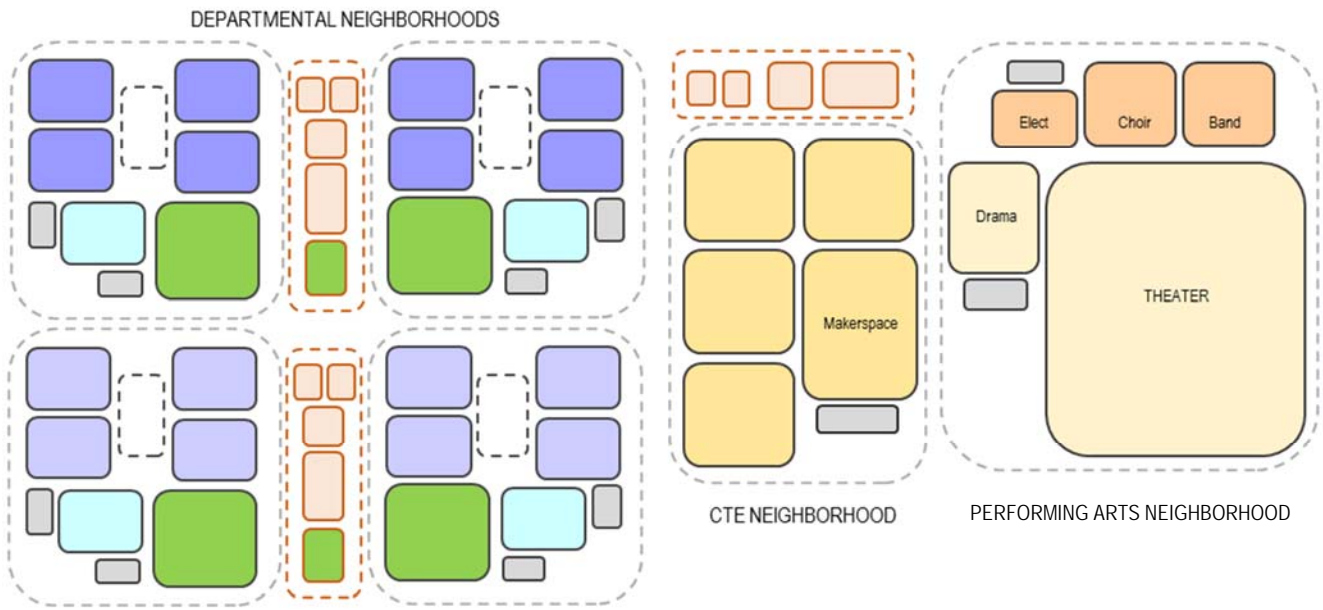 DEPARTMENTAL NEIGHBORHOODS
Elect
Choir
Band
Drama
THEATER
Makerspace
CTE NEIGHBORHOOD
PERFORMING ARTS NEIGHBORHOOD